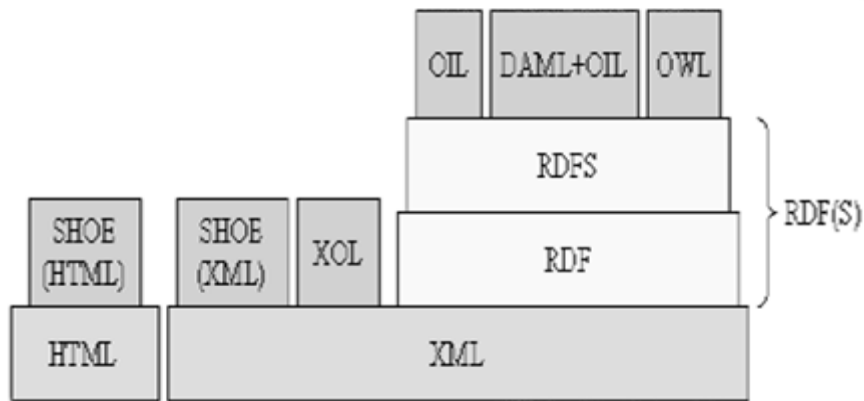 OIL DAML+OIL OWL
RDFS
RDF(S)
SHOE
(HTML)
SHOE
(XML)
XOL
RDF
HTML
XML